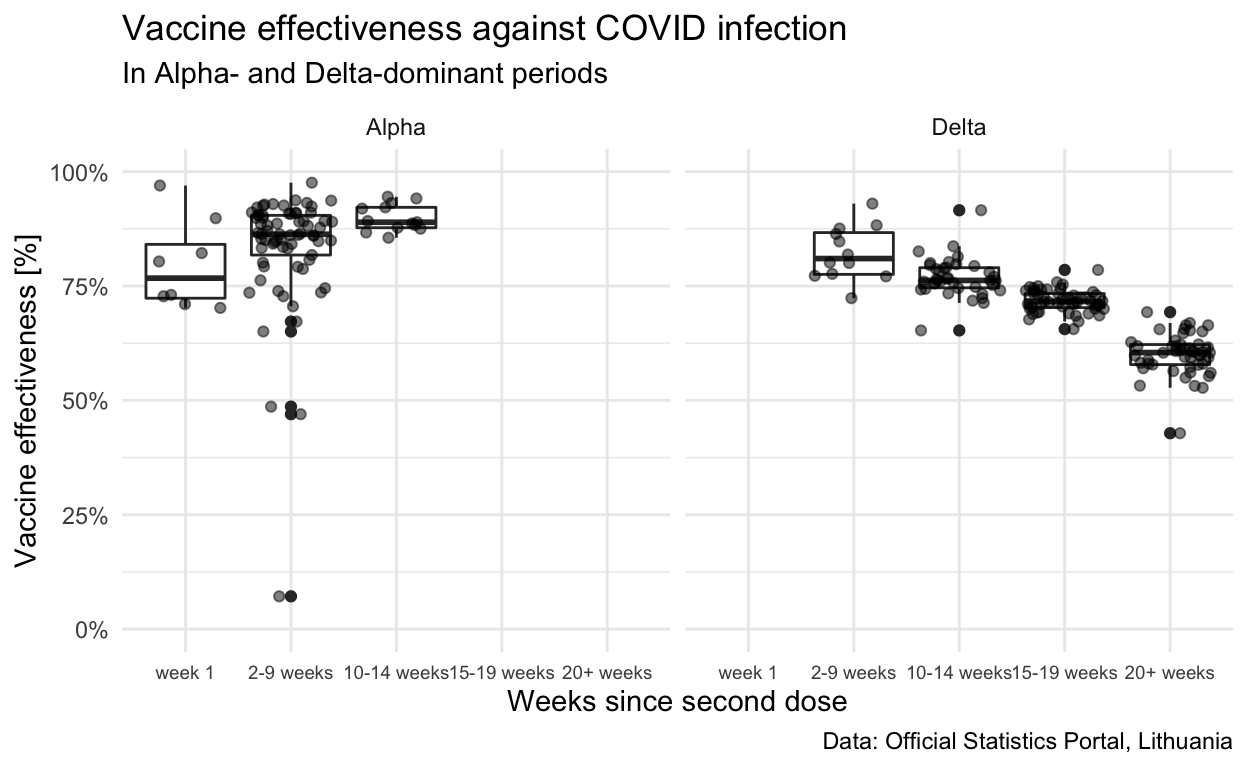 Vaccine effectiveness against COVID infection
In Alpha- and Delta-dominant periods
Alpha
Delta
Vaccine effectiveness [%]
100%
75%
50%
25%
0%
week 1 2-9 weeks 10-14 weeks 15-19 weeks 20+ weeks
week 1 2-9 weeks 10-14 weeks 15-19 weeks 20+ weeks
Weeks since second dose
Data: Official Statistics Portal, Lithuania